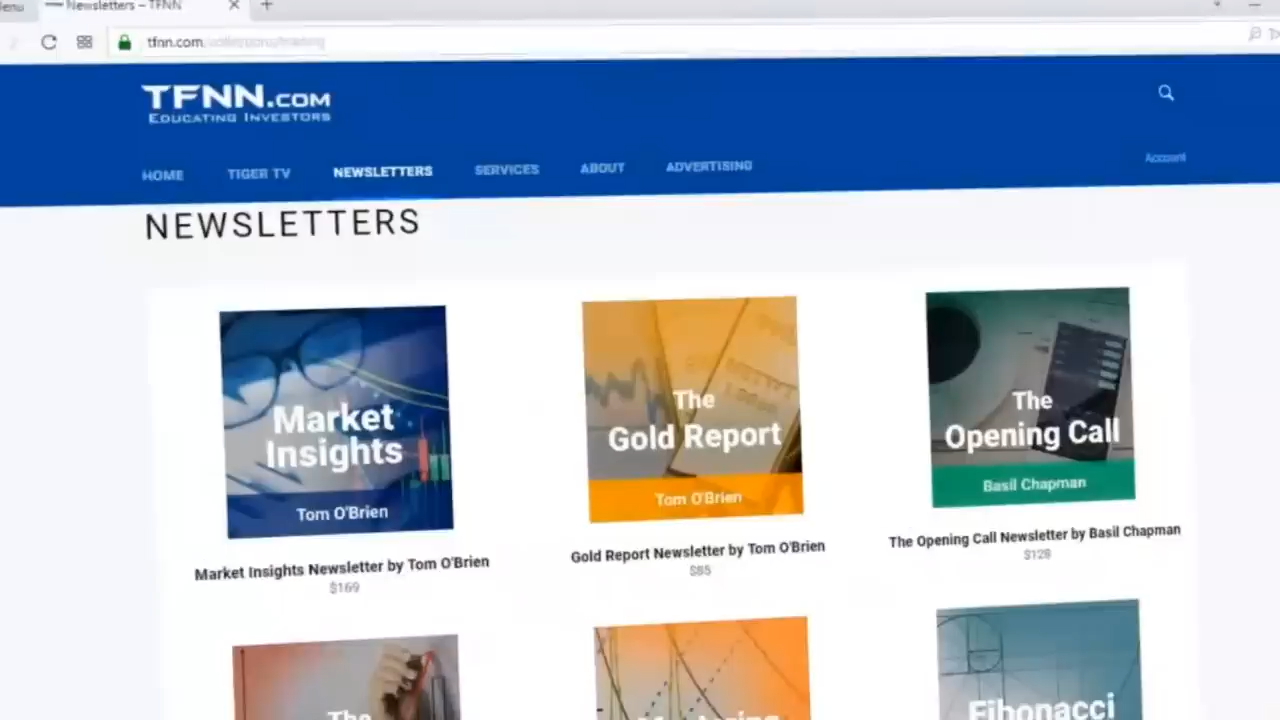 Newsletters – TFNN
tfnn.com
TFNN.COM
EDUCATING INVESTORS
HOME
TIGER TV
NEWSLETTERS
SERVICES
ABOUT
ADVERTISING
Account
NEWSLETTERS
Market
Insights
Tom O'Brien
Market Insights Newsletter by Tom O'Brien
$169
The
Gold Report
Tom O'Brien
Gold Report Newsletter by Tom O'Brien
The
Opening Call
Basil Chapman
The Opening Call Newsletter by Basil Chapman
$128
The
Fibonacci